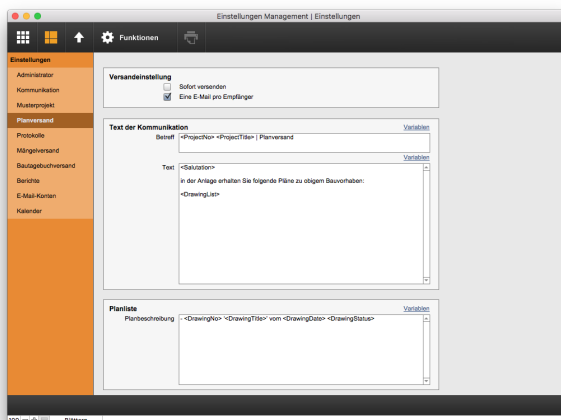 Einstellungen Management | Einstellungen
Funktionen
Einstellungen
Administrator
Kommunikation
Musterprojekt
Planversand
Protokolle
Mängelversand
Bautagebuchversand
Berichte
E-Mail-Konten
Kalender
Versandeinstellung
Sofort versenden
Eine E-Mail pro Empfänger
Text der Kommunikation Variablen
Betreff <ProjectNo> <ProjectTitle> | Planversand
Variablen
Text <Salutation>
in der Anlage erhalten Sie folgende Pläne zu obigem Bauvorhaben:
<DrawingList>
Planliste Variablen
Planbeschreibung - <DrawingNo> '<DrawingTitle>' vom <DrawingDate> <DrawingStatus>